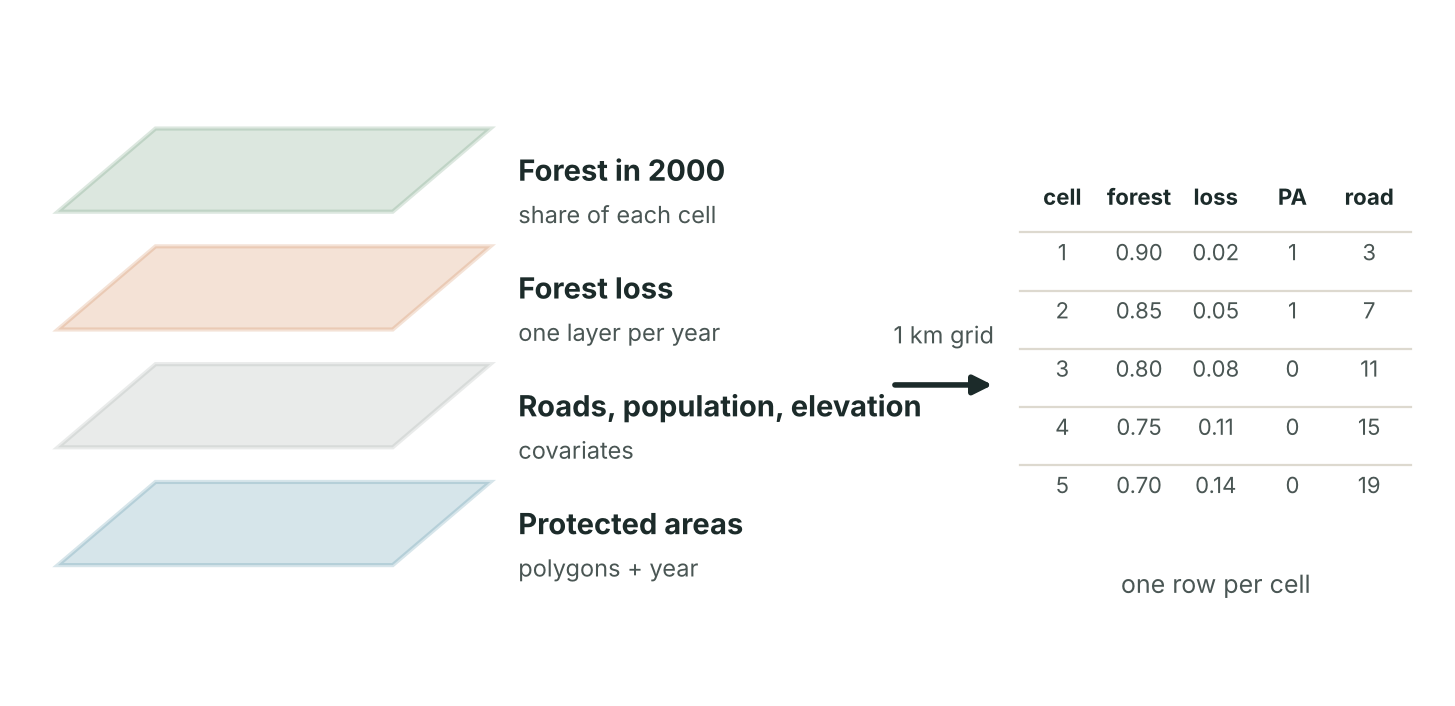 Forest in 2000
share of each cell
Forest loss
one layer per year
Roads, population, elevation
covariates
Protected areas
polygons + year
1 km grid
cell forest loss PA road
1 0.90 0.02 1 3
2 0.85 0.05 1 7
3 0.80 0.08 0 11
4 0.75 0.11 0 15
5 0.70 0.14 0 19
one row per cell